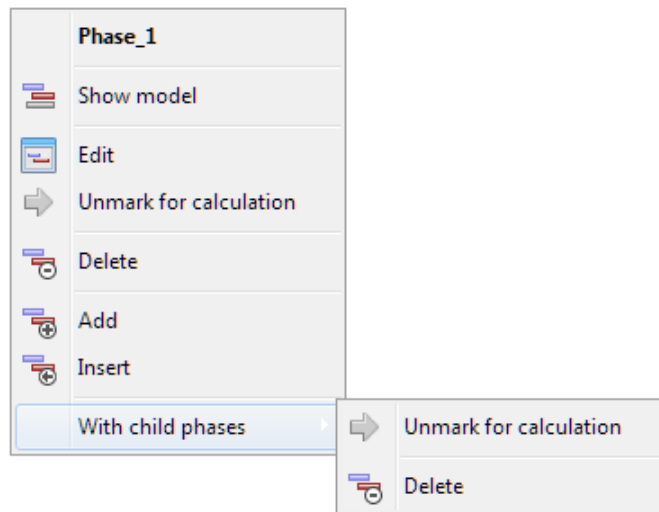 Phase_1
Show model
Edit
Unmark for calculation
Delete
Add
Insert
With child phases
Unmark for calculation
Delete